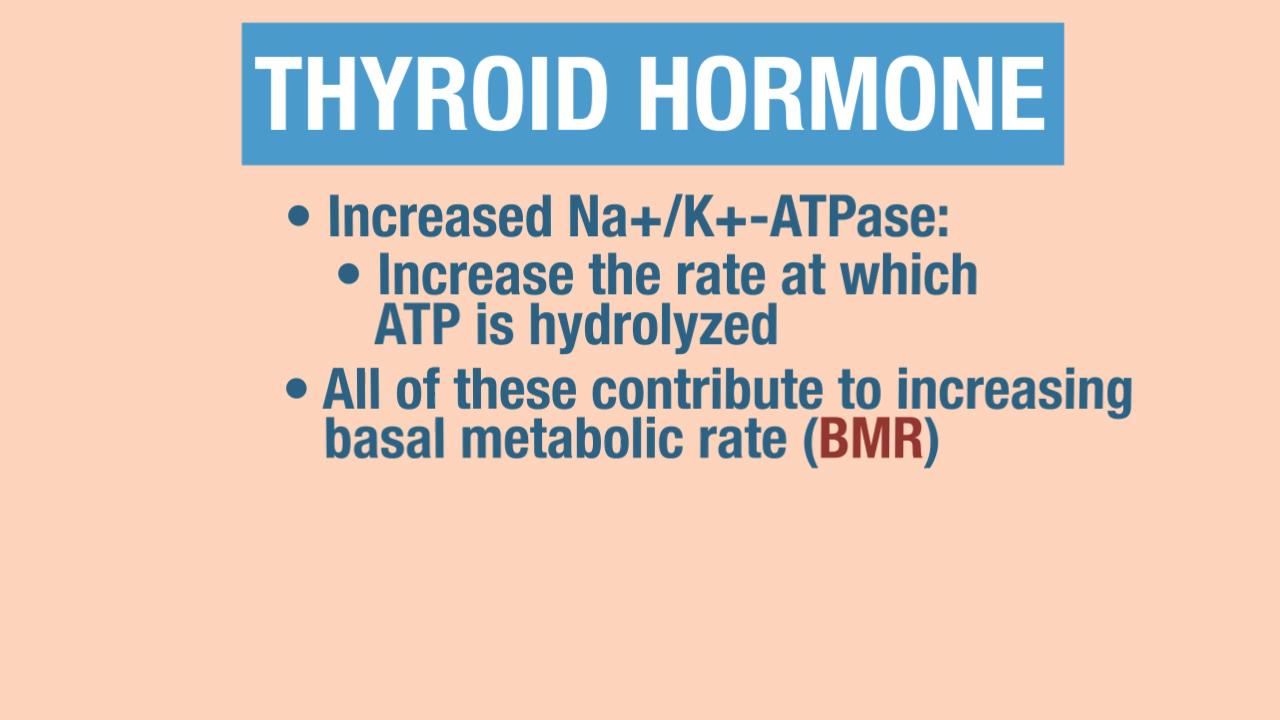 THYROID HORMONE
• Increased Na+/K+-ATPase:
• Increase the rate at which
ATP is hydrolyzed
• All of these contribute to increasing
basal metabolic rate (BMR)